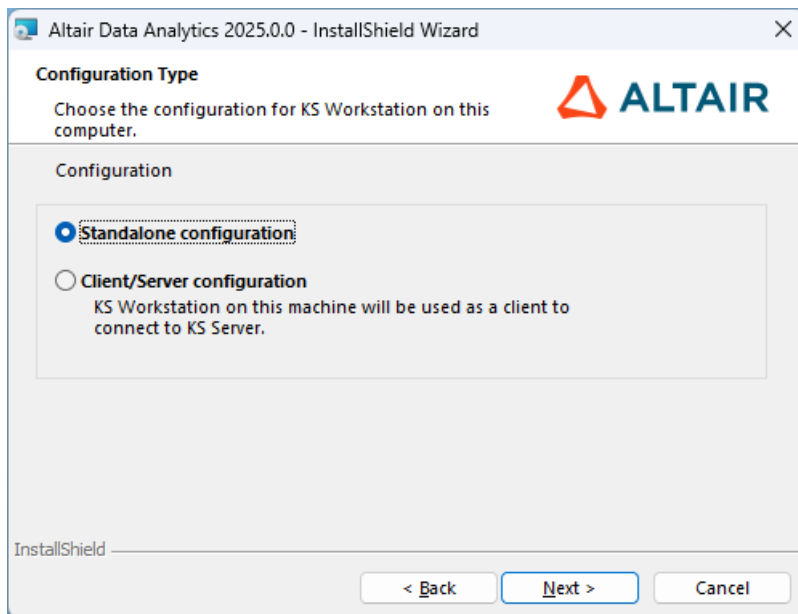 Altair Data Analytics 2025.0.0 - InstallShield Wizard
Configuration Type
Choose the configuration for KS Workstation on this
computer.
ALTAIR
Configuration
Standalone configuration
Client/Server configuration
KS Workstation on this machine will be used as a client to
connect to KS Server.
InstallShield
< Back
Next >
Cancel